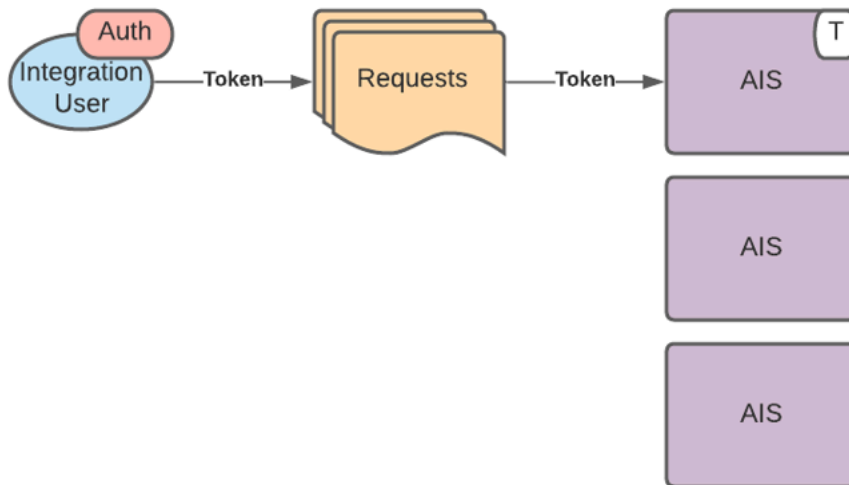 Auth
Integration
User
Token
Requests
Token
AIS
T
AIS
AIS